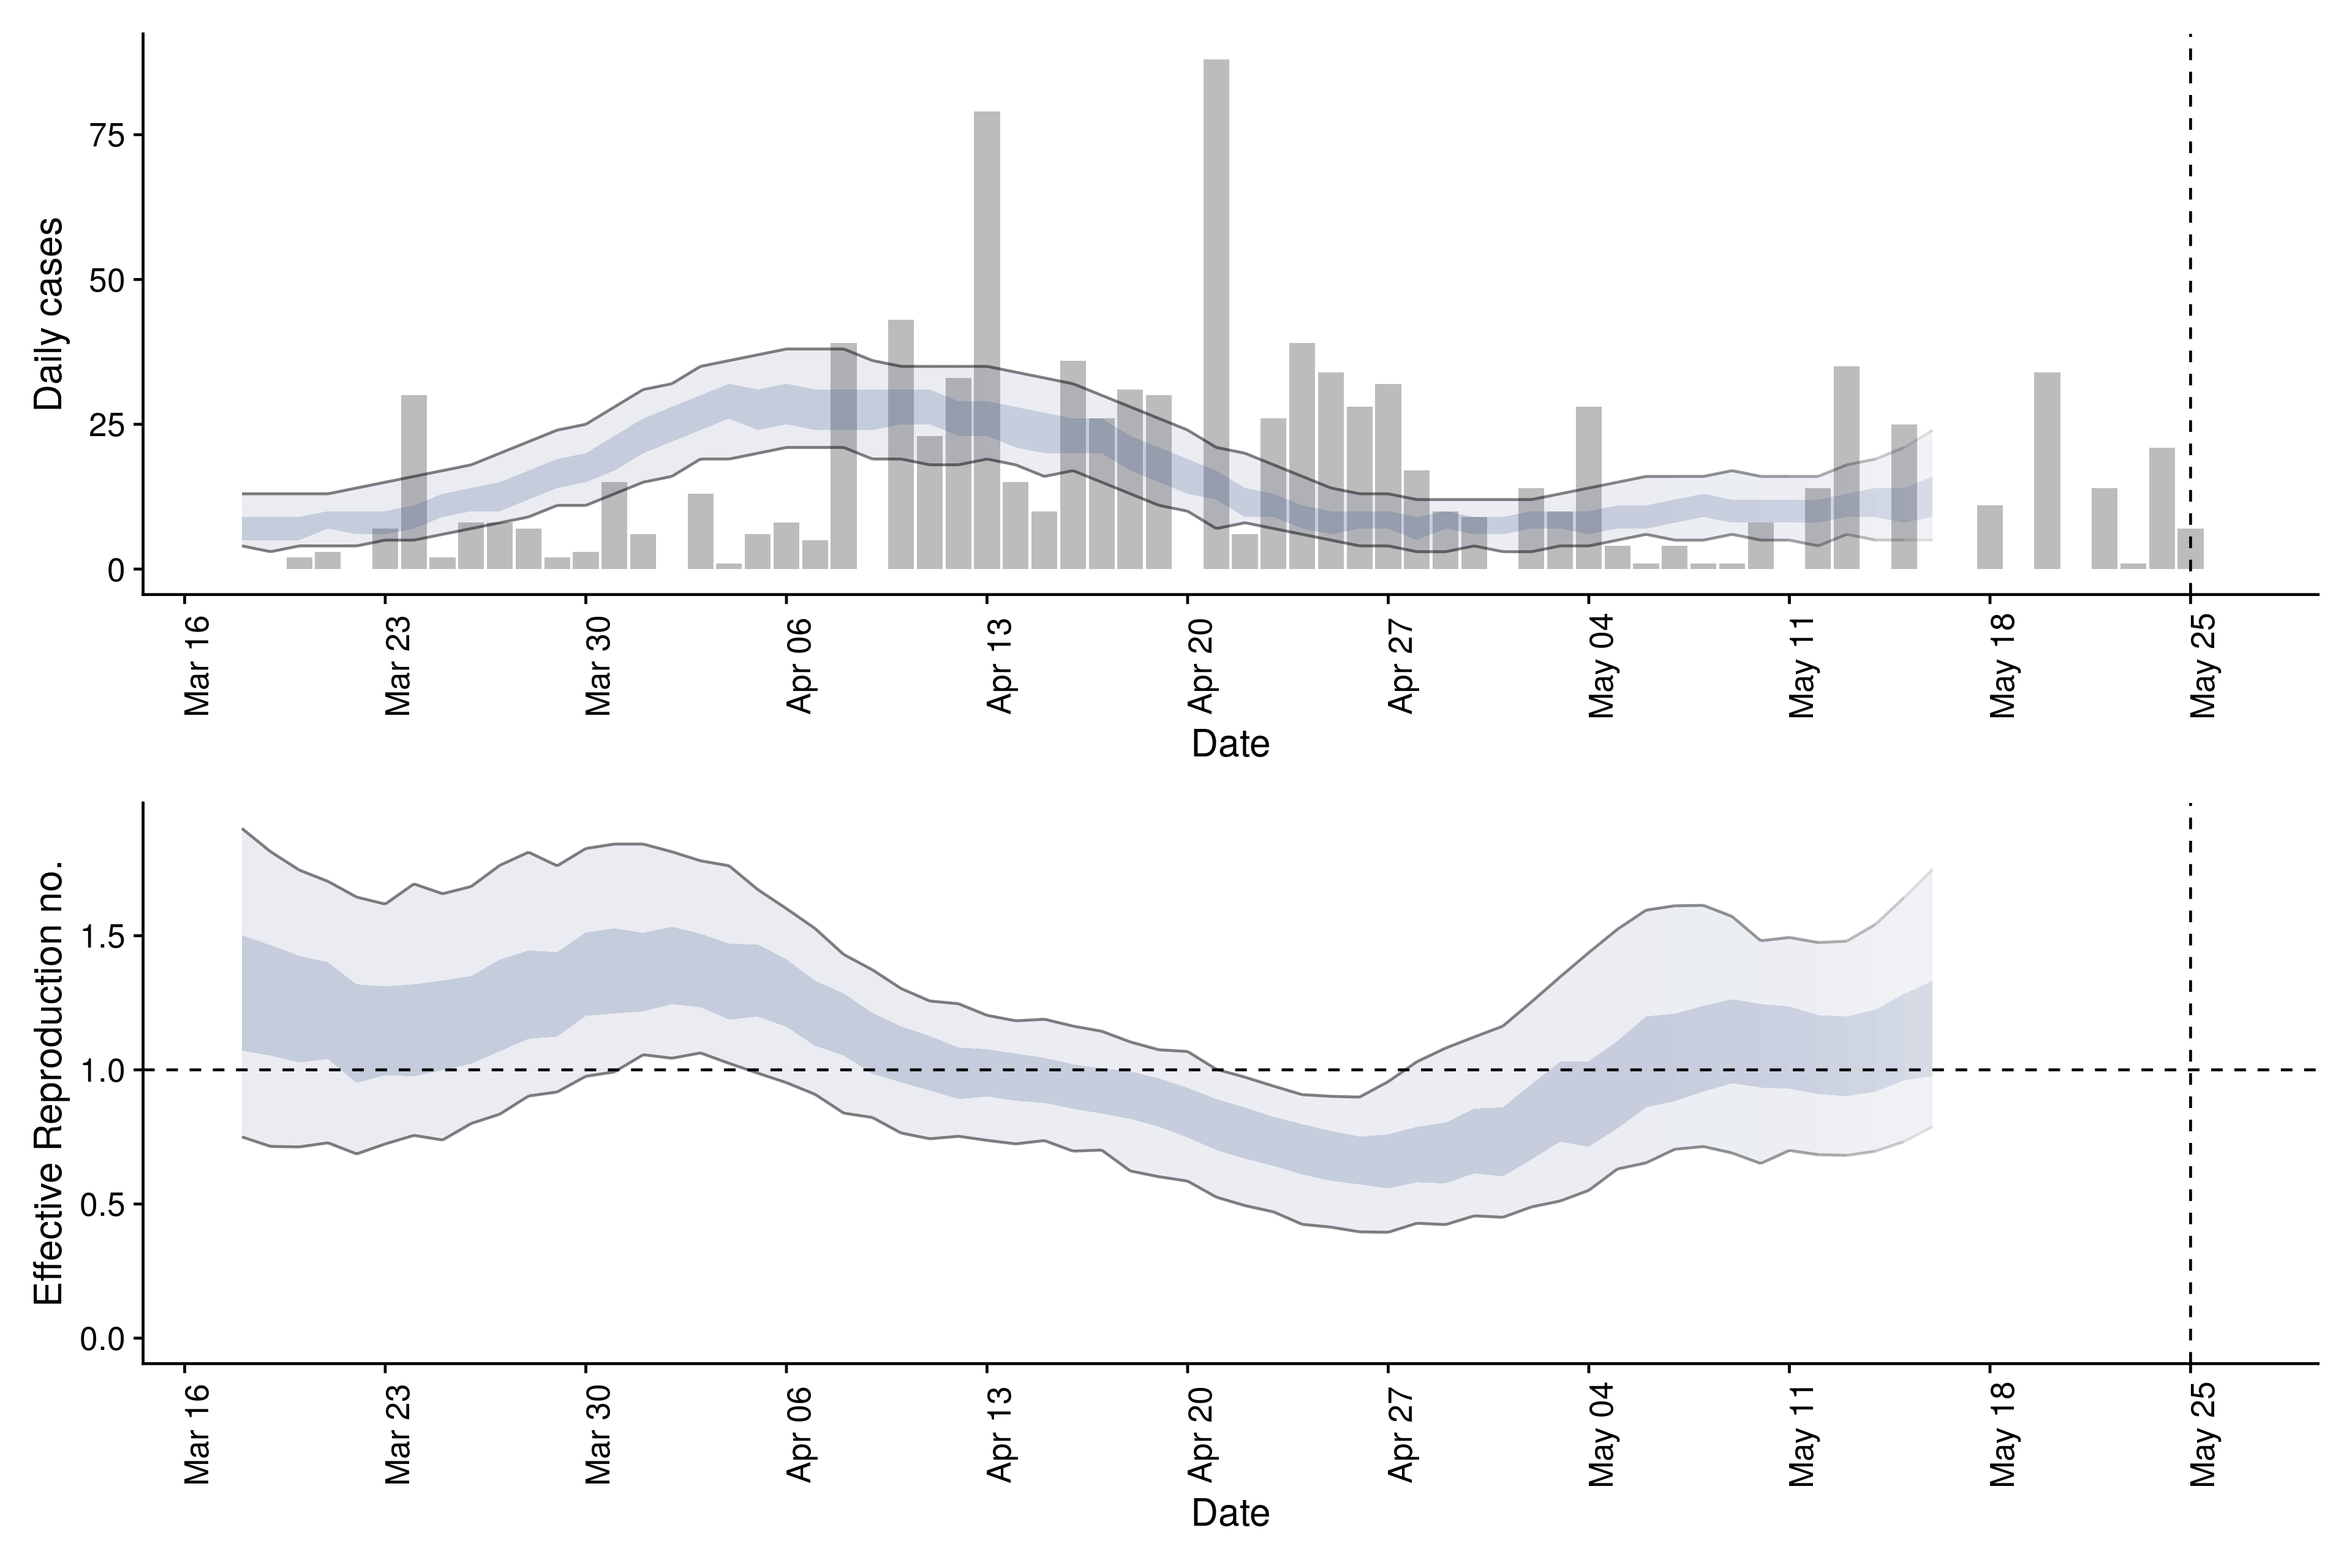 Daily cases
75
50
25
0
Mar 16
Mar 23
Mar 30
Apr 06
Apr 13
Apr 20
Apr 27
May 04
May 11
May 18
May 25
Date
Effective Reproduction no.
1.5
1.0
0.5
0.0
Mar 16
Mar 23
Mar 30
Apr 06
Apr 13
Apr 20
Apr 27
May 04
May 11
May 18
May 25
Date